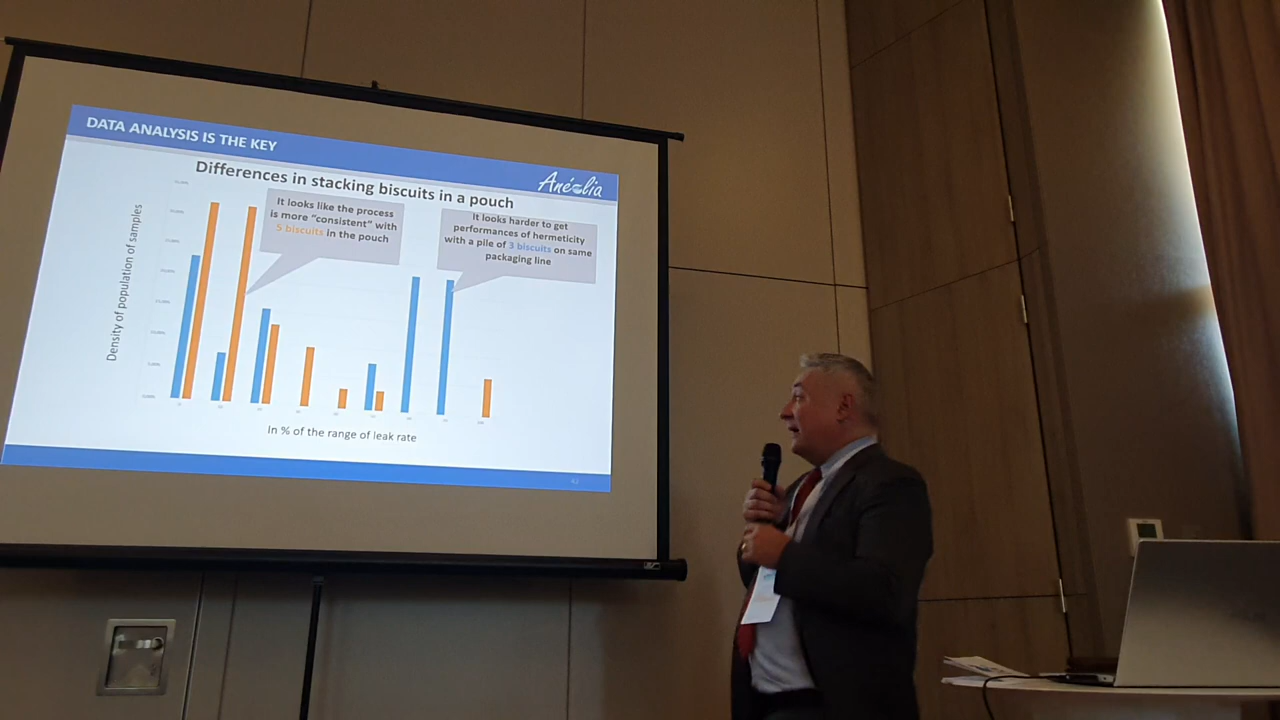 DATA ANALYSIS IS THE KEY
Anéolia
Differences in stacking biscuits in a pouch
It looks like the process
is more “consistent” with
5 biscuits in the pouch
It looks harder to get
performances of hermeticity
with a pile of 3 biscuits on same
packaging line
Density of population of samples
In % of the range of leak rate